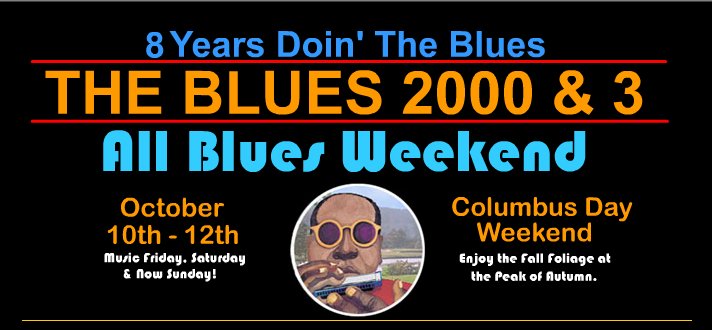 8 Years Doin' The Blues
THE BLUES 2000 & 3
All Blues Weekend
October
10th - 12th
Music Friday, Saturday
& Now Sunday!
Columbus Day
Weekend
Enjoy the Fall Foliage at
the Peak of Autumn.